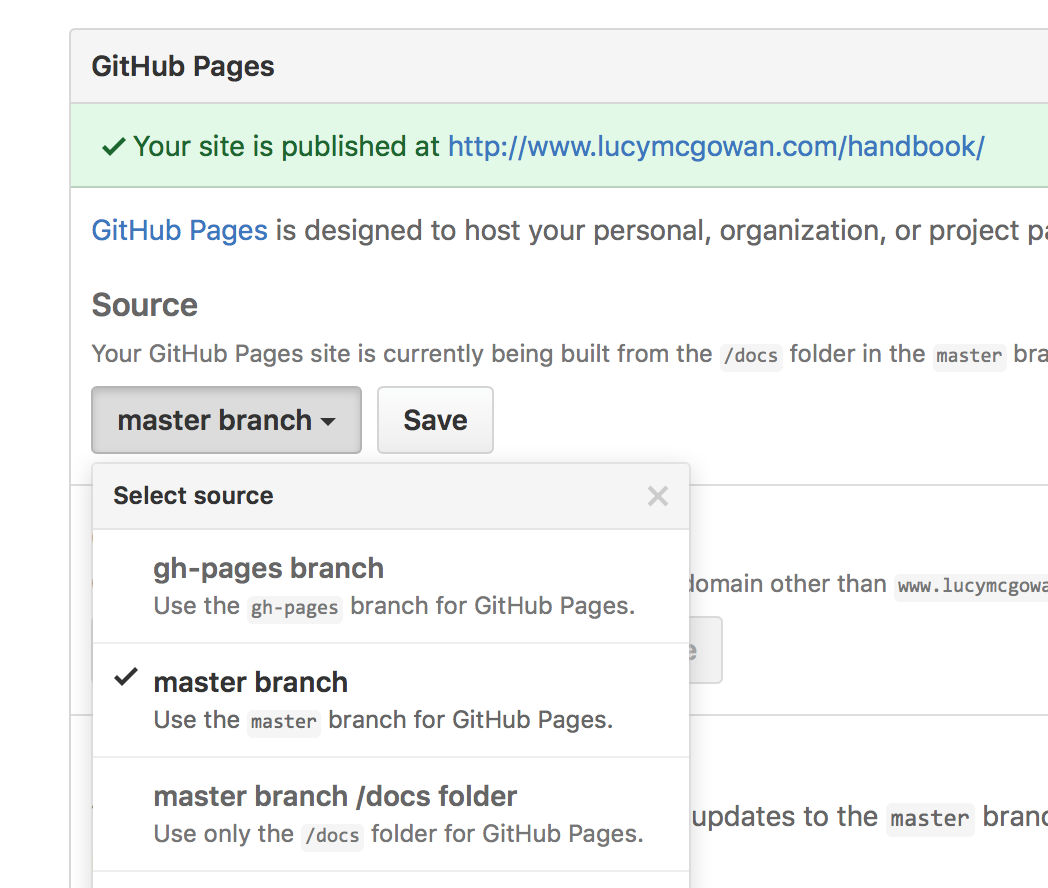 GitHub Pages
Your site is published at http://www.lucymcgowan.com/handbook/
GitHub Pages is designed to host your personal, organization, or project
Source
Your GitHub Pages site is currently being built from the /docs folder in the master
master branch
Save
Select source
gh-pages branch
Use the gh-pages branch for GitHub Pages.
domain other than www.lucymcgowa
master branch
Use the master branch for GitHub Pages.
master branch /docs folder
updates to the master branc
Use only the /docs folder for GitHub Pages.